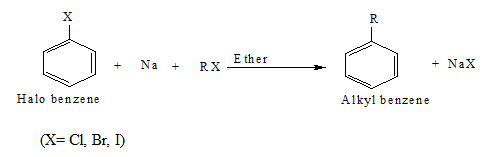 X
R
+ Na + RX Ether + NaX
Halo benzene Alkyl benzene
(X= Cl, Br, I)